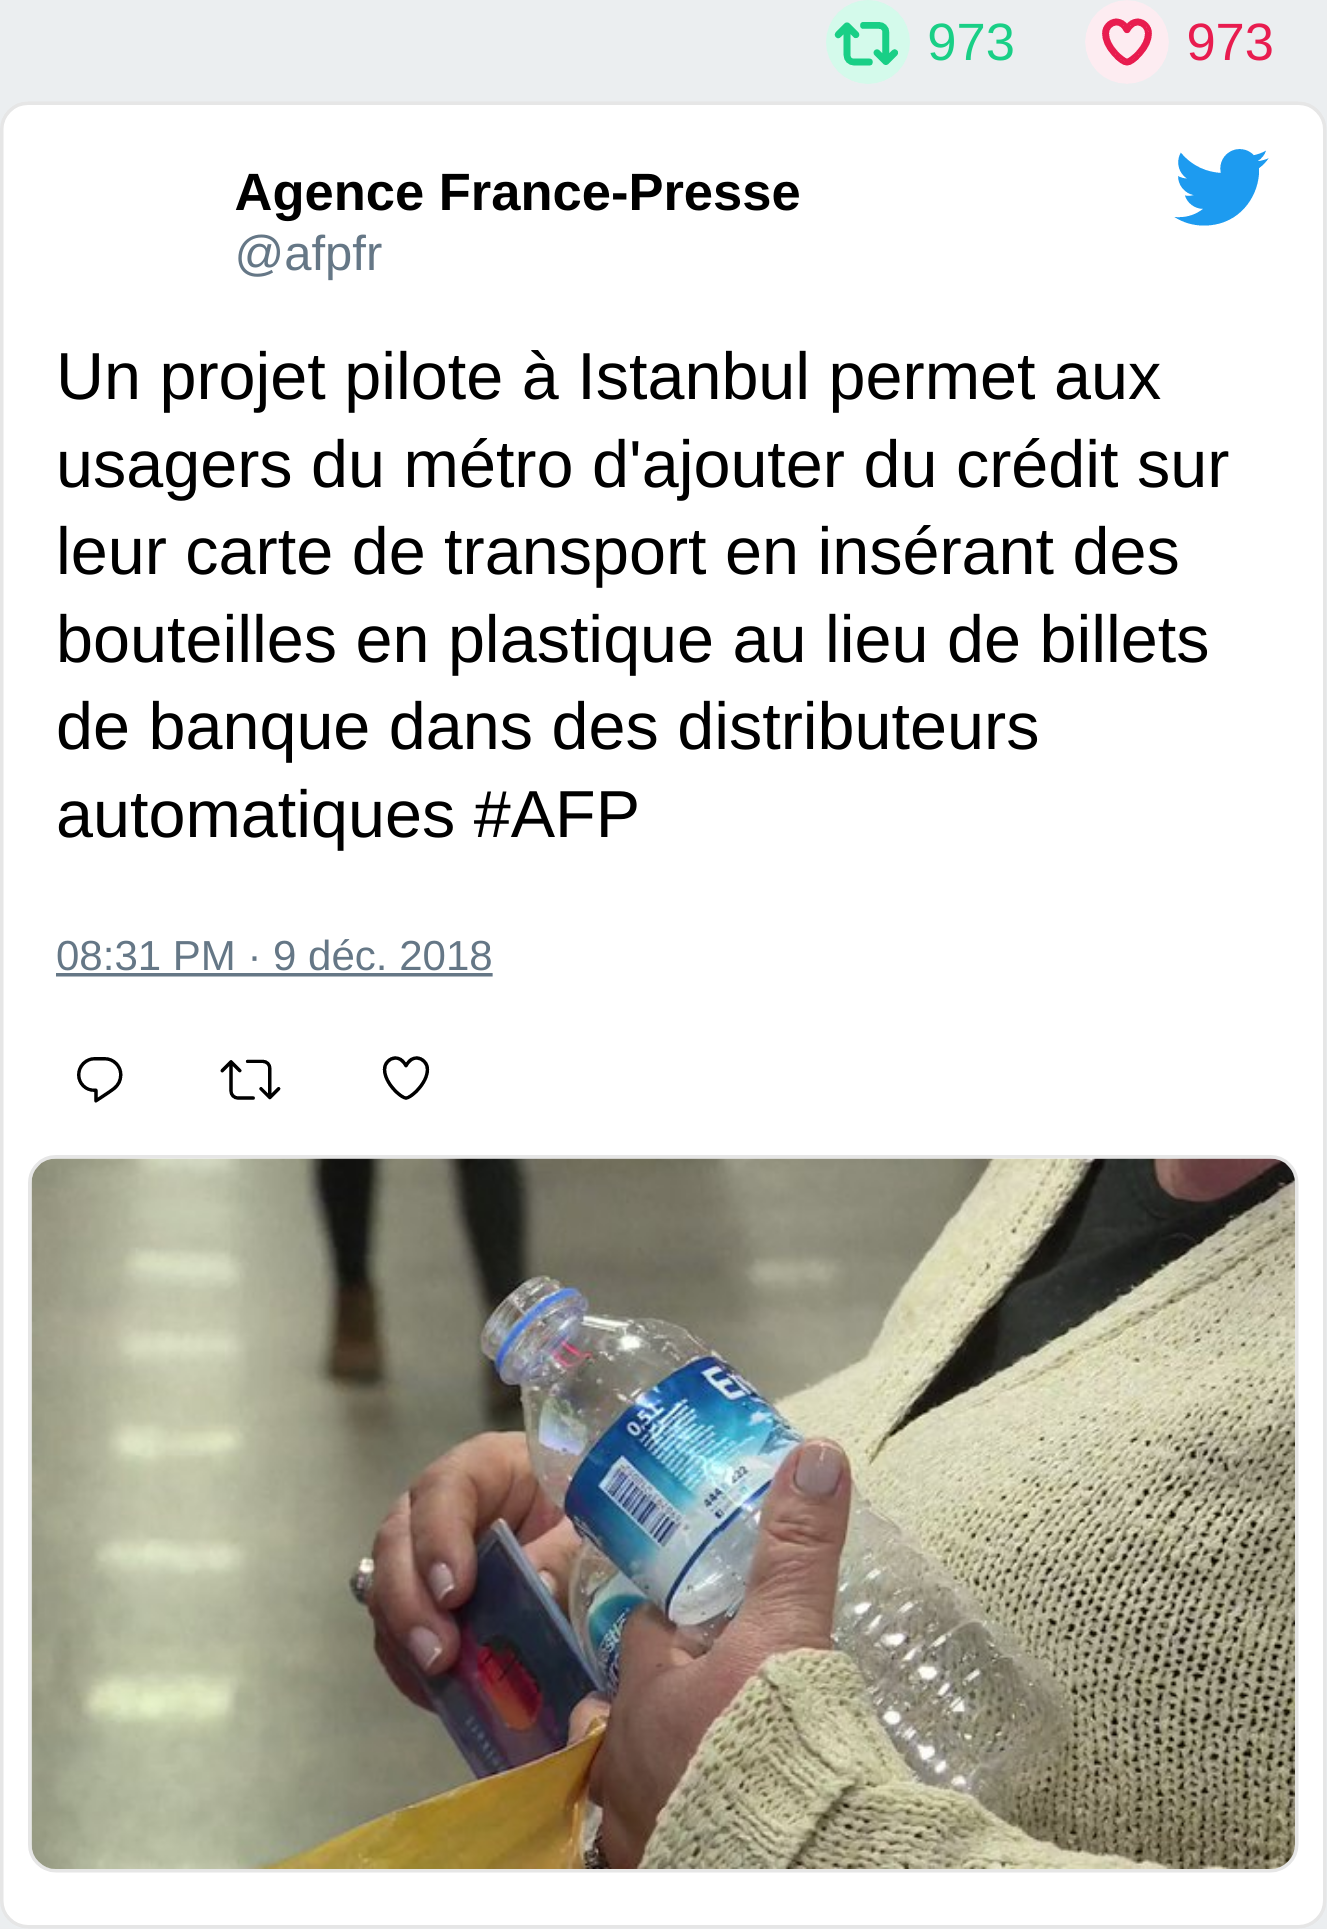 973 973
Agence France-Presse
@afpfr
Un projet pilote à Istanbul permet aux
usagers du métro d'ajouter du crédit sur
leur carte de transport en insérant des
bouteilles en plastique au lieu de billets
de banque dans des distributeurs
automatiques #AFP
08:31 PM · 9 déc. 2018
0,5L